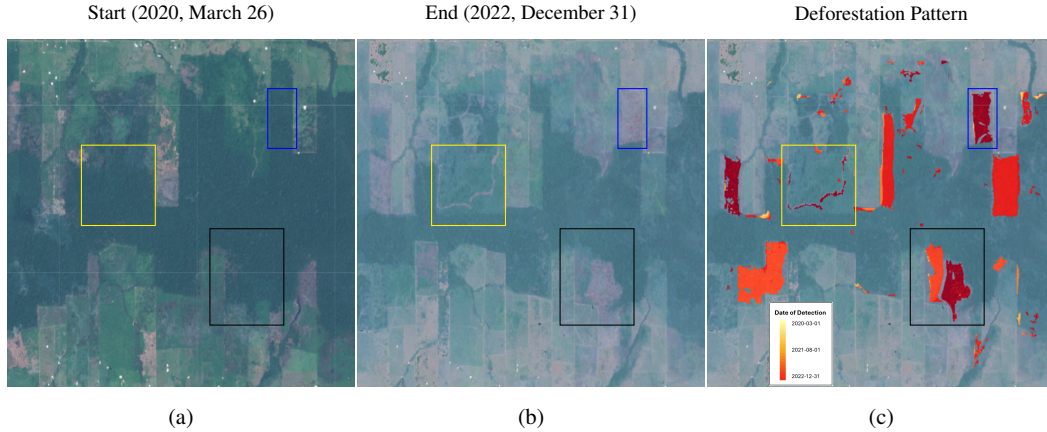 Start (2020, March 26)
End (2022, December 31)
Deforestation Pattern
Date of Detection
2020-03-01
2021-08-01
2022-12-31
(a)
(b)
(c)